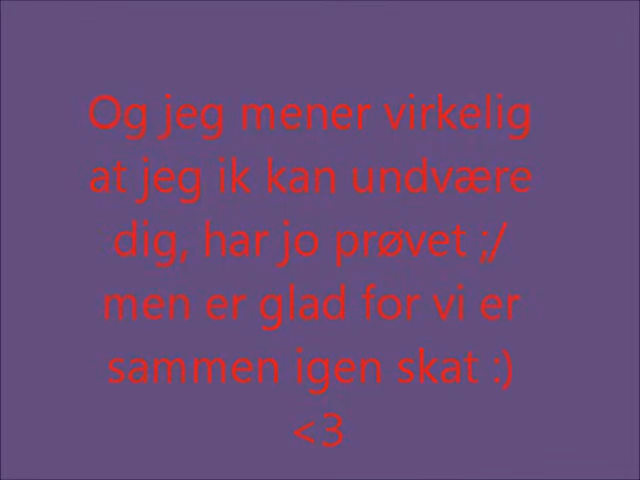 Og jeg mener virkelig
at jeg ik kan undvære
dig, har jo prøvet ;/
men er glad for vi er
sammen igen skat :)
<3